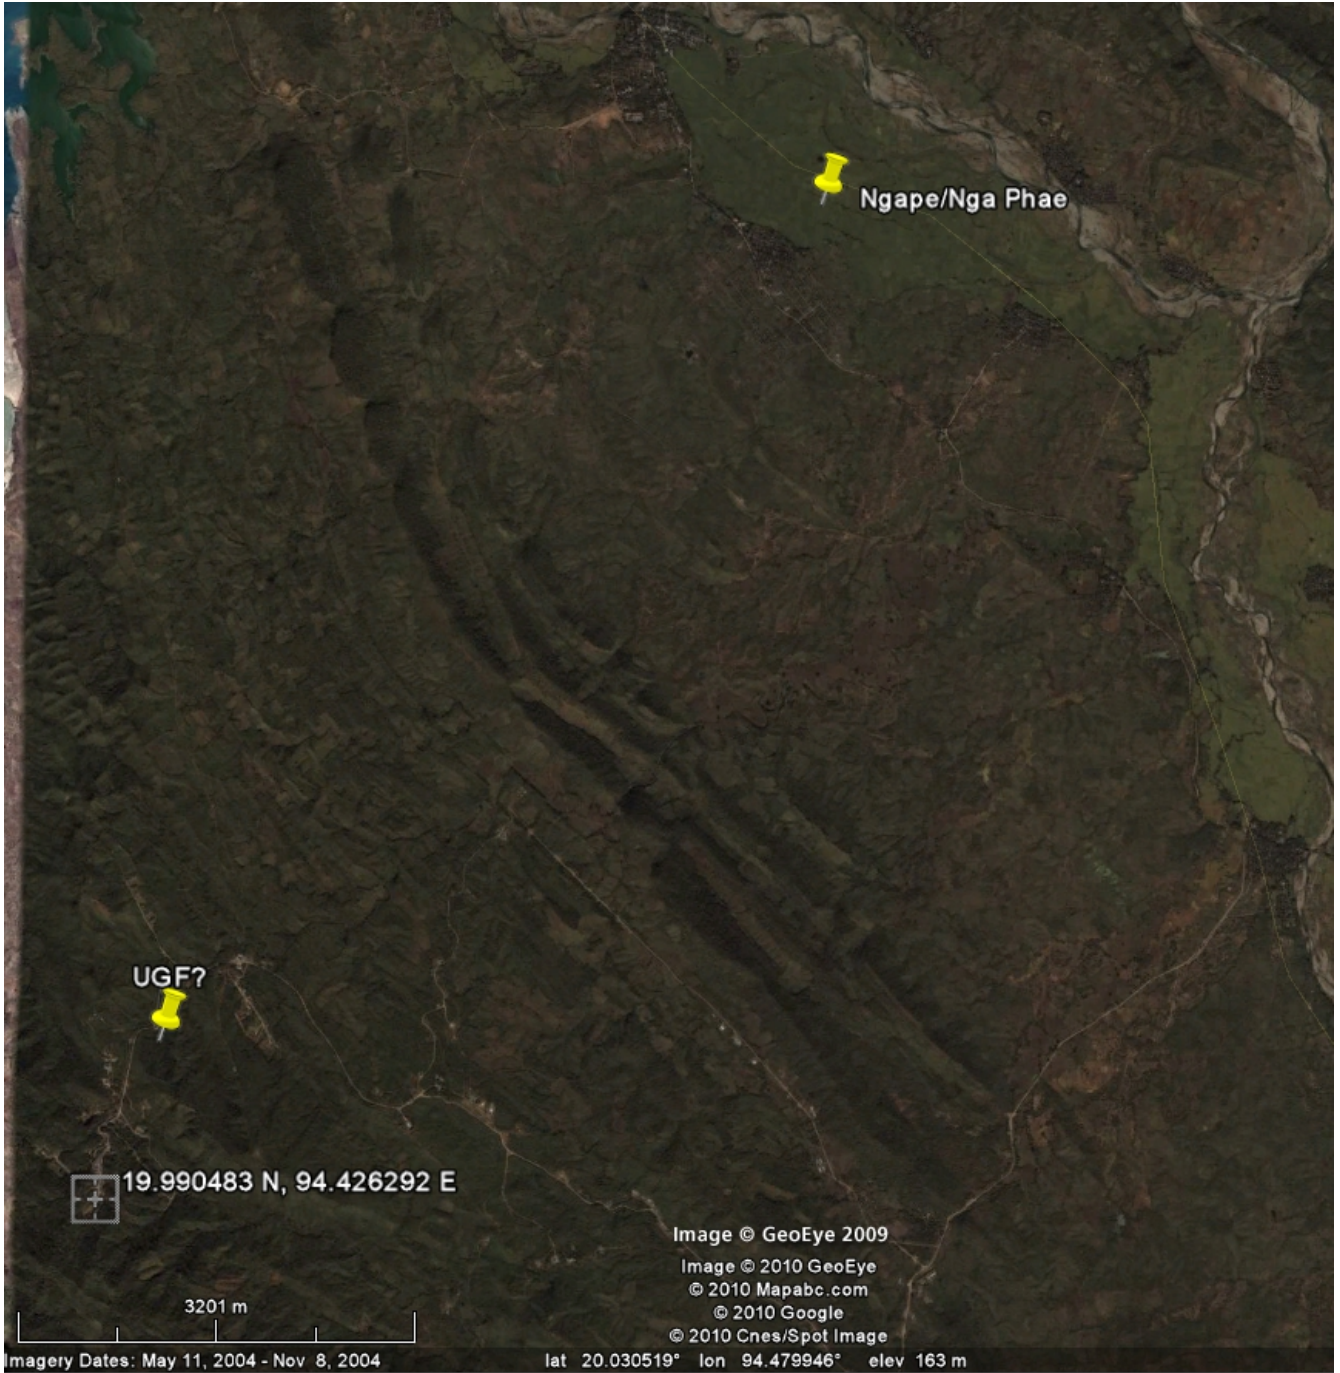 Ngape/Nga Phae
UGF?
19.990483 N, 94.426292 E
Image © GeoEye 2009
Image © 2010 GeoEye
© 2010 Mapabc.com
© 2010 Google
© 2010 Cnes/Spot Image
3201 m
Imagery Dates: May 11, 2004 - Nov 8, 2004 lat 20.030519° lon 94.479946° elev 163 m